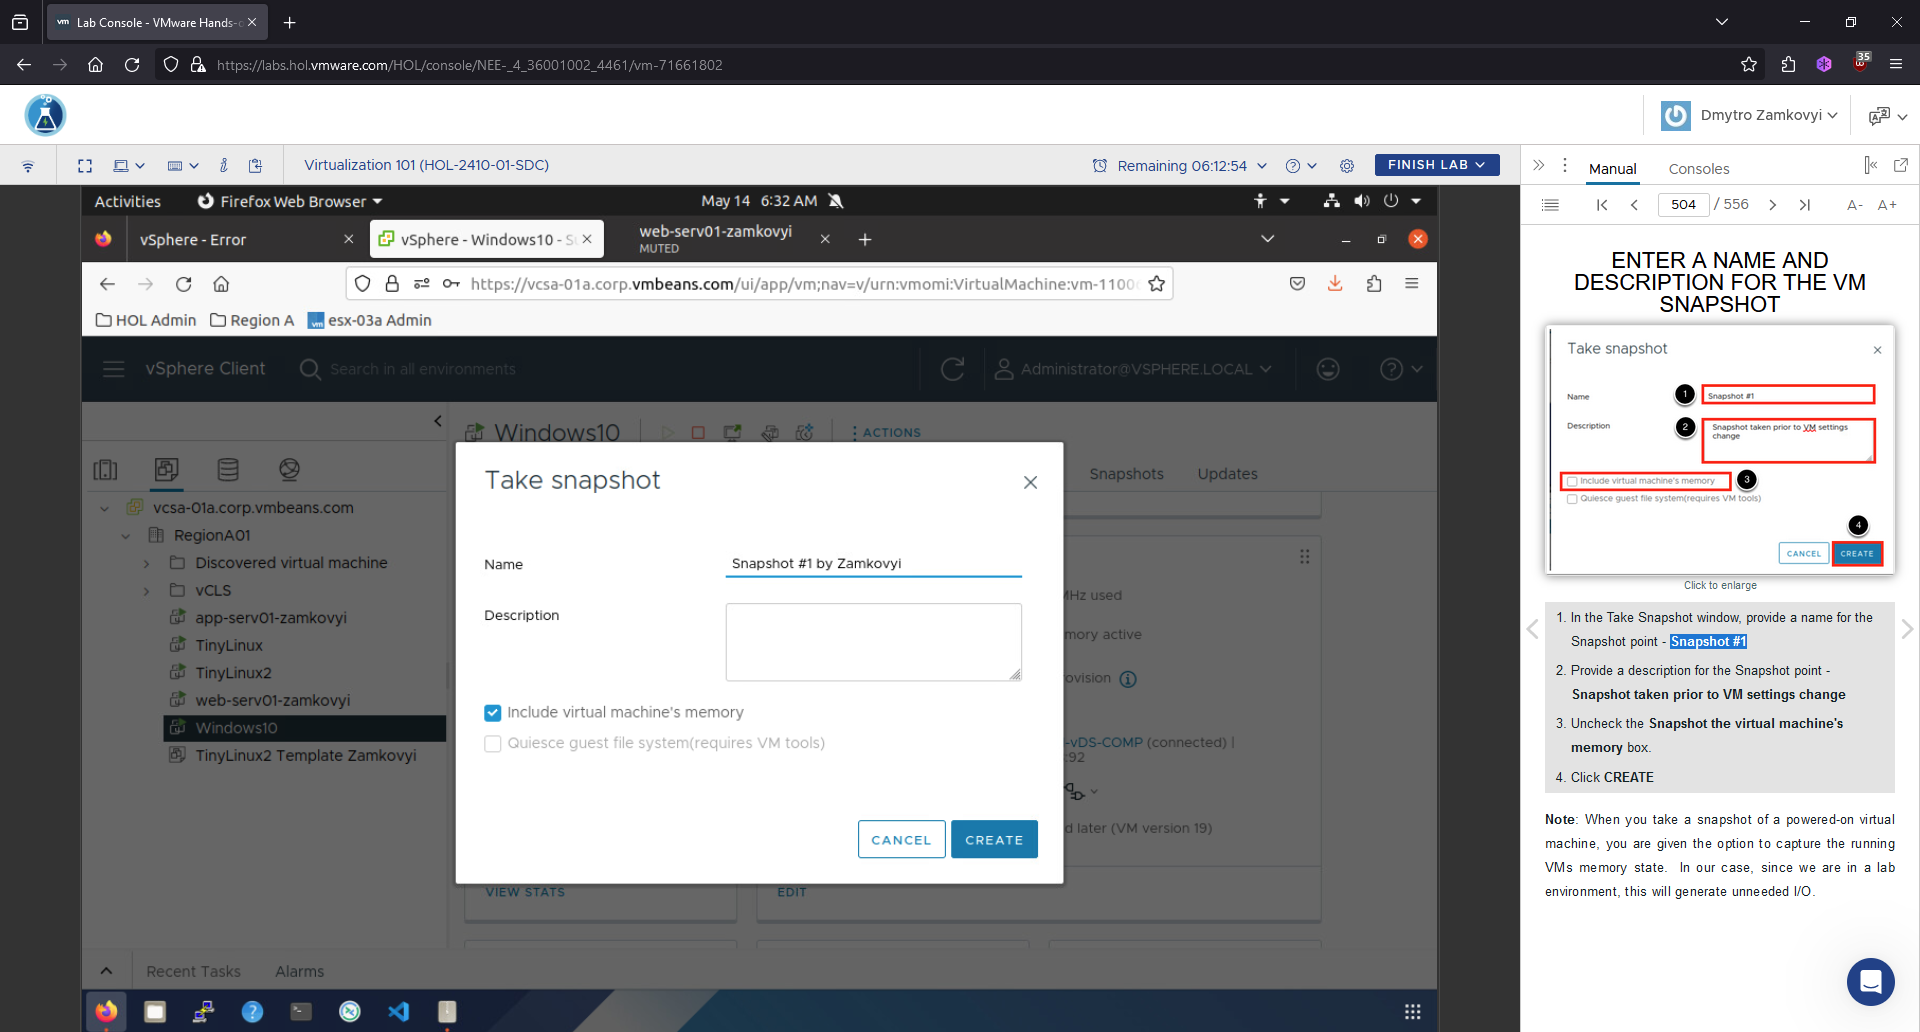 Lab Console - VMware Hands-o
https://labs.hol.vmware.com/HOL/console/NEE-_4_36001002_4461/vm-71661802
35
Dmytro Zamkovyi
Virtualization 101 (HOL-2410-01-SDC)
Remaining 06:12:54
FINISH LAB
Manual
Consoles
504 / 556
A-
A+
Activities
Firefox Web Browser
May 14 6:32 AM
vSphere - Error
vSphere - Windows10 - S
web-serv01-zamkovyi
MUTED
https://vcsa-01a.corp.vmbeans.com/ui/app/vm;nav=v/urn:vmomi:VirtualMachine:vm-1100
HOL Admin
Region A
vm
esx-03a Admin
vSphere Client
Search in all environments
Administrator@VSPHERE.LOCAL
Windows10
ACTIONS
Snapshots
Updates
vcsa-01a.corp.vmbeans.com
RegionA01
Discovered virtual machine
vCLS
app-serv01-zamkovyi
TinyLinux
TinyLinux2
web-serv01-zamkovyi
Windows10
TinyLinux2 Template Zamkovyi
Take snapshot
Name
Snapshot #1 by Zamkovyi
Description
Include virtual machine's memory
Quiesce guest file system(requires VM tools)
CANCEL
CREATE
MHz used
mory active
ovision
-vDS-COMP (connected) |
:92
d later (VM version 19)
VIEW STATS
EDIT
Recent Tasks
Alarms
ENTER A NAME AND
DESCRIPTION FOR THE VM
SNAPSHOT
Take snapshot
Name
1
Snapshot #1
Description
2
Snapshot taken prior to VM settings
change
Include virtual machine's memory
3
Quiesce guest file system(requires VM tools)
4
CANCEL
CREATE
Click to enlarge
1. In the Take Snapshot window, provide a name for the
Snapshot point - Snapshot #1
2. Provide a description for the Snapshot point -
Snapshot taken prior to VM settings change
3. Uncheck the Snapshot the virtual machine's
memory box.
4. Click CREATE
Note: When you take a snapshot of a powered-on virtual
machine, you are given the option to capture the running
VMs memory state. In our case, since we are in a lab
environment, this will generate unneeded I/O.